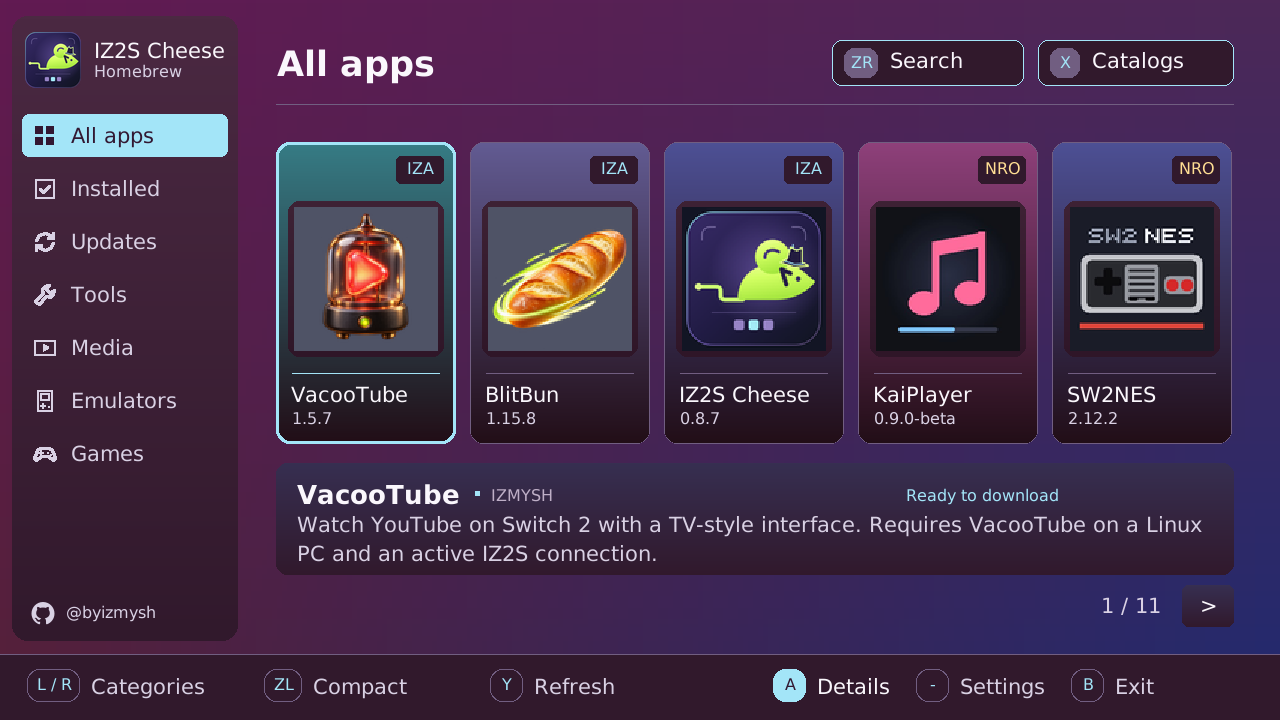 IZ2S Cheese
Homebrew
All apps
Installed
Updates
Tools
Media
Emulators
Games
@byizmysh
All apps
ZR Search
X Catalogs
IZA
VacooTube
1.5.7
IZA
BlitBun
1.15.8
IZA
IZ2S Cheese
0.8.7
NRO
KaiPlayer
0.9.0-beta
NRO
SW2 NES
SW2NES
2.12.2
VacooTube ▪ IZMYSH Ready to download
Watch YouTube on Switch 2 with a TV-style interface. Requires VacooTube on a Linux
PC and an active IZ2S connection.
1 / 11 >
L / R Categories ZL Compact Y Refresh A Details - Settings B Exit